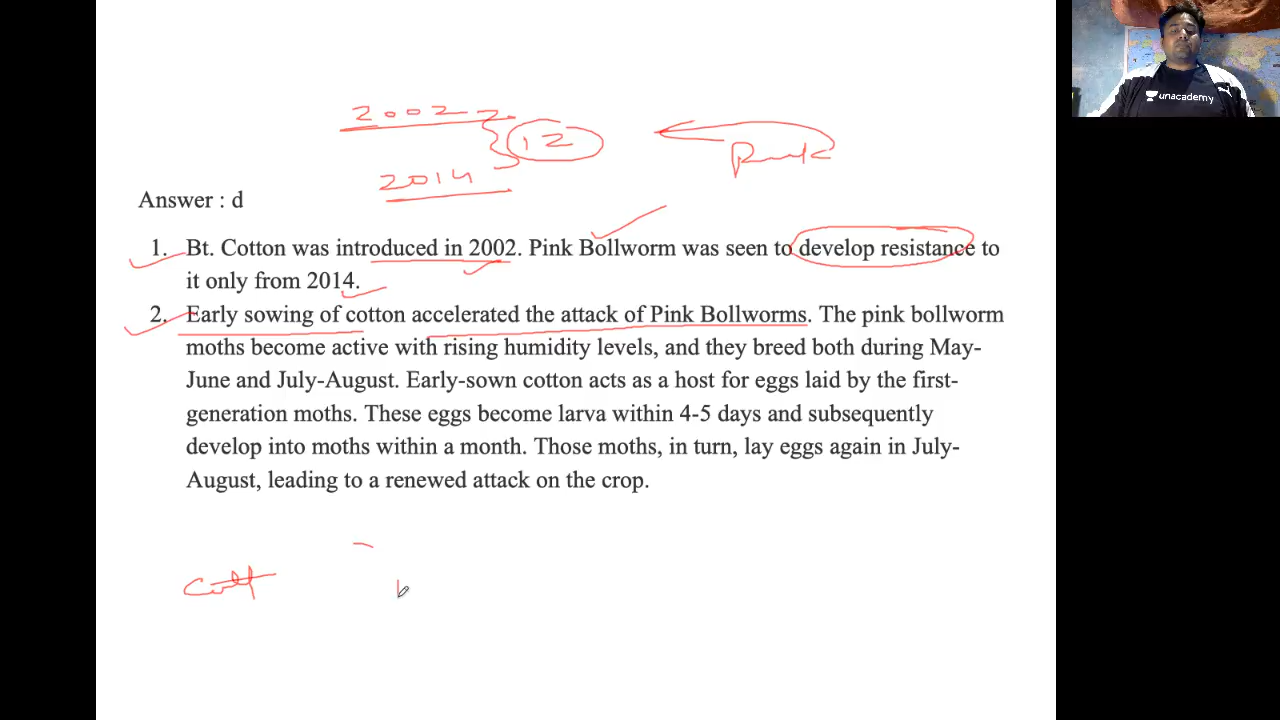 unacademy
2002
12
2014
Pink
Answer : d
1. Bt. Cotton was introduced in 2002. Pink Bollworm was seen to develop resistance to
it only from 2014.
2. Early sowing of cotton accelerated the attack of Pink Bollworms. The pink bollworm
moths become active with rising humidity levels, and they breed both during May-
June and July-August. Early-sown cotton acts as a host for eggs laid by the first-
generation moths. These eggs become larva within 4-5 days and subsequently
develop into moths within a month. Those moths, in turn, lay eggs again in July-
August, leading to a renewed attack on the crop.